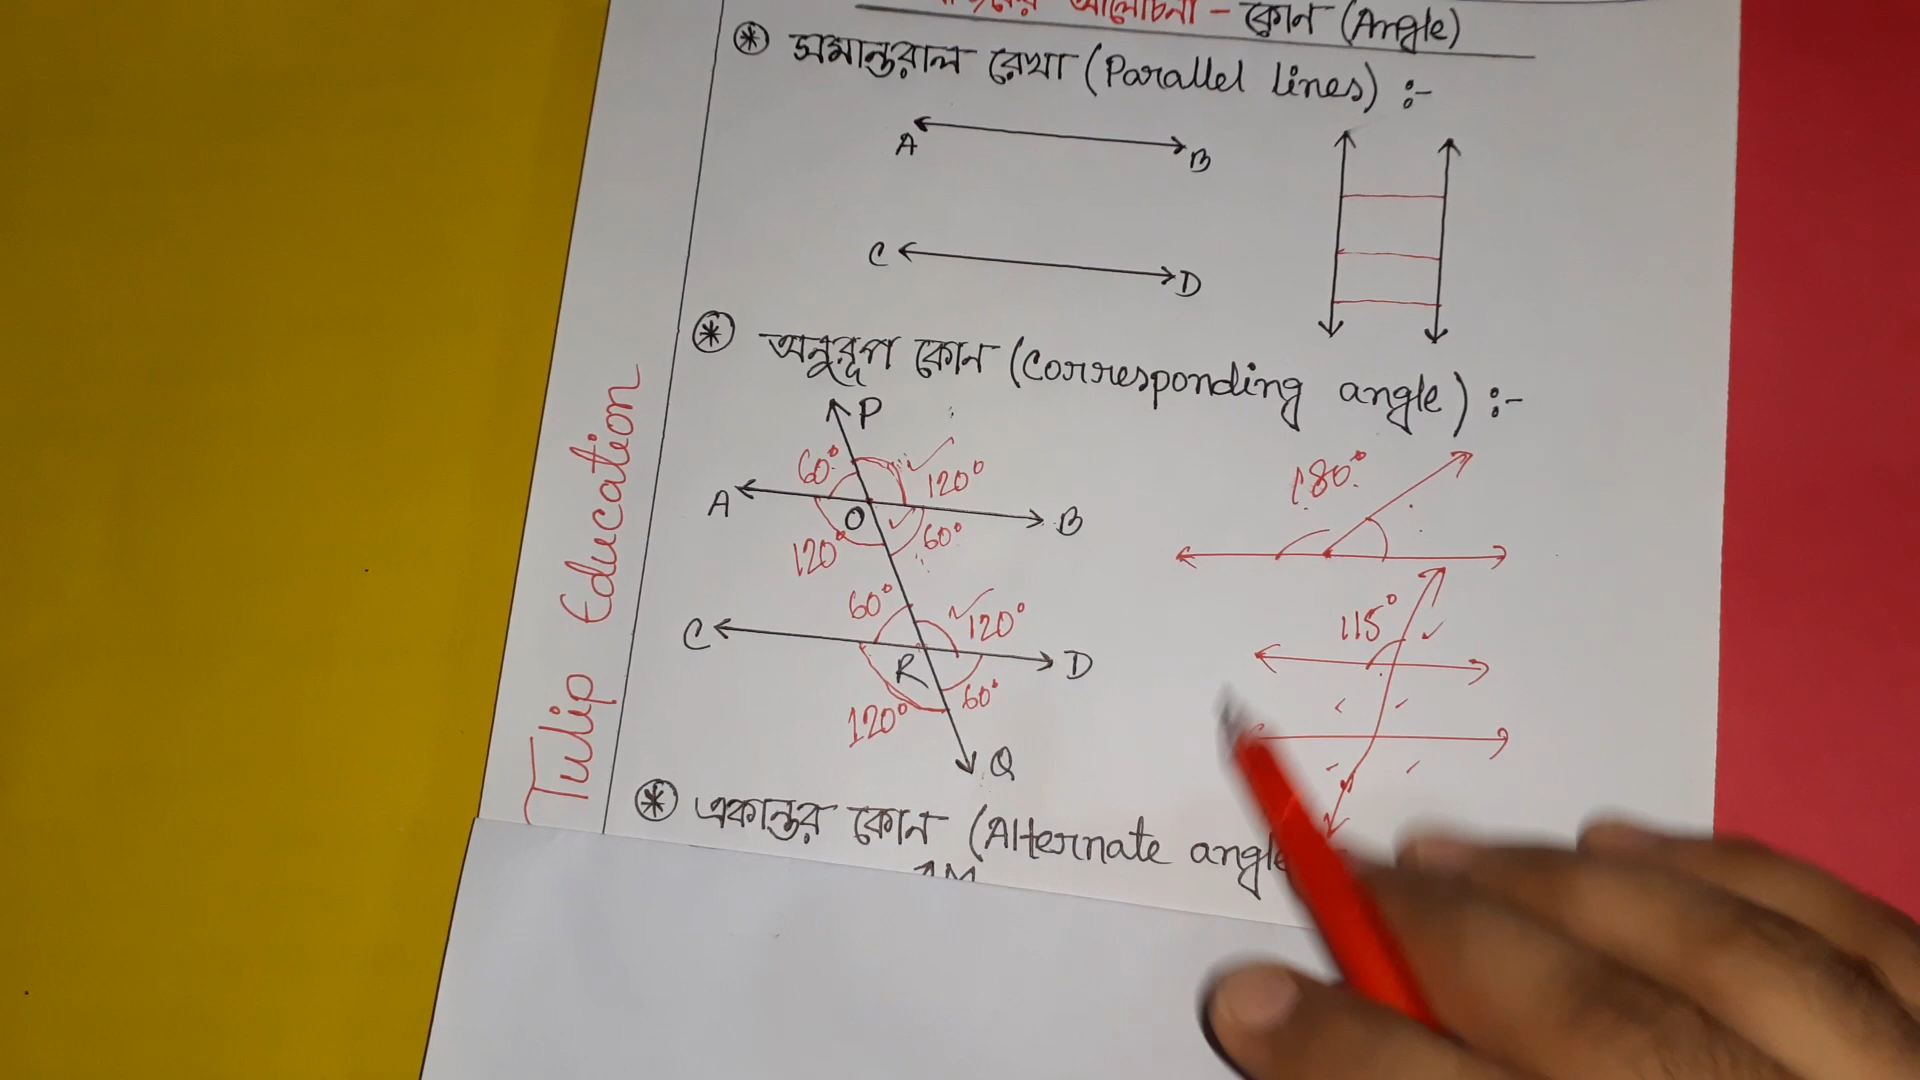 আলোচনা - কোন (Angle)
* সমান্তরাল রেখা (Parallel lines) :-
A B
C D
* অনুরূপ কোন (Corresponding angle) :-
P
60° 120°
A O B
120° 60°
60° 120°
C R D
120° 60°
Q
180°
115°
* একান্তর কোন (Alternate angle
Tulip Education